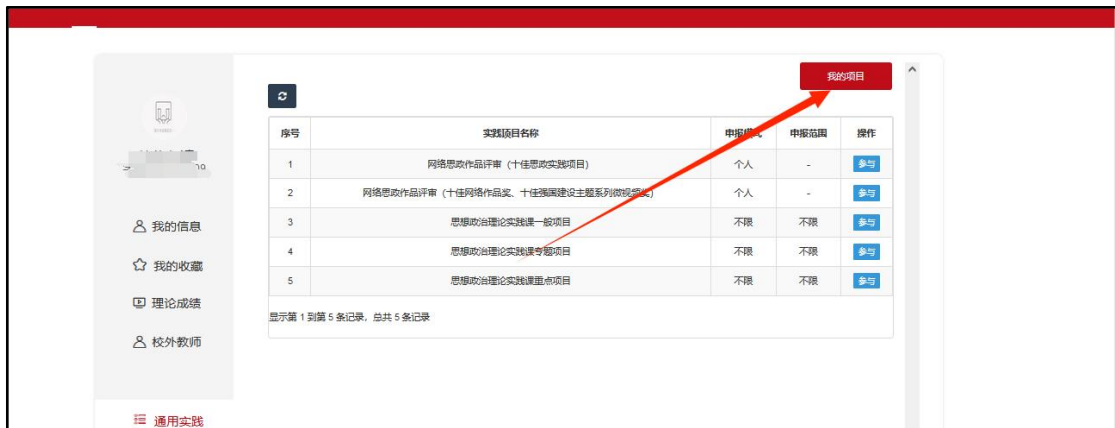 我的项目
序号 实践项目名称 申报模式 申报范围 操作
1 网络思政作品评审（十佳思政实践项目） 个人 - 参与
2 网络思政作品评审（十佳网络作品奖、十佳强国建设主题系列微视频奖） 个人 - 参与
3 思想政治理论实践课一般项目 不限 不限 参与
4 思想政治理论实践课专题项目 不限 不限 参与
5 思想政治理论实践课重点项目 不限 不限 参与
显示第 1 到第 5 条记录，总共 5 条记录
我的信息
我的收藏
理论成绩
校外教师
通用实践